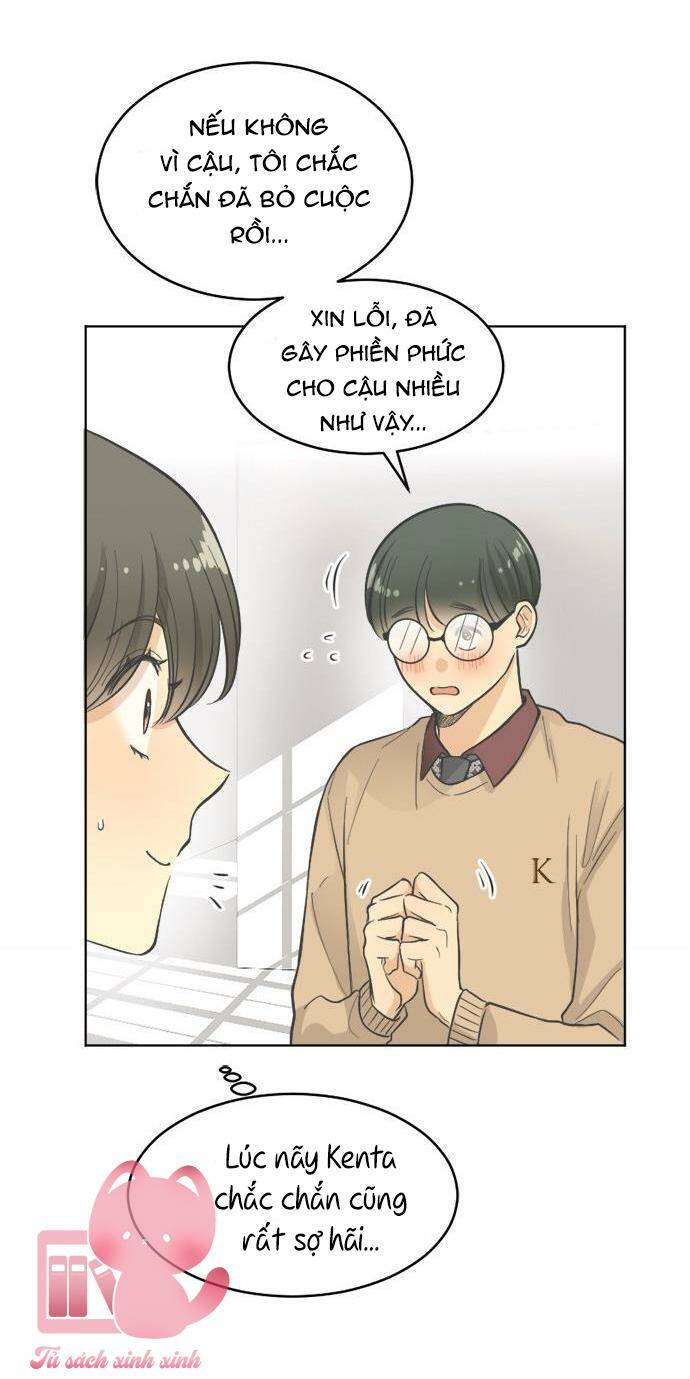 NẾU KHÔNG
VÌ CẬU, TÔI CHẮC
CHẮN ĐÃ BỎ CUỘC
RỒI...
XIN LỖI, ĐÃ
GÂY PHIỀN PHỨC
CHO CẬU NHIỀU
NHƯ VẬY...
K
Lúc nãy Kenta
chắc chắn cũng
rất sợ hãi...
Tủ sách xinh xinh